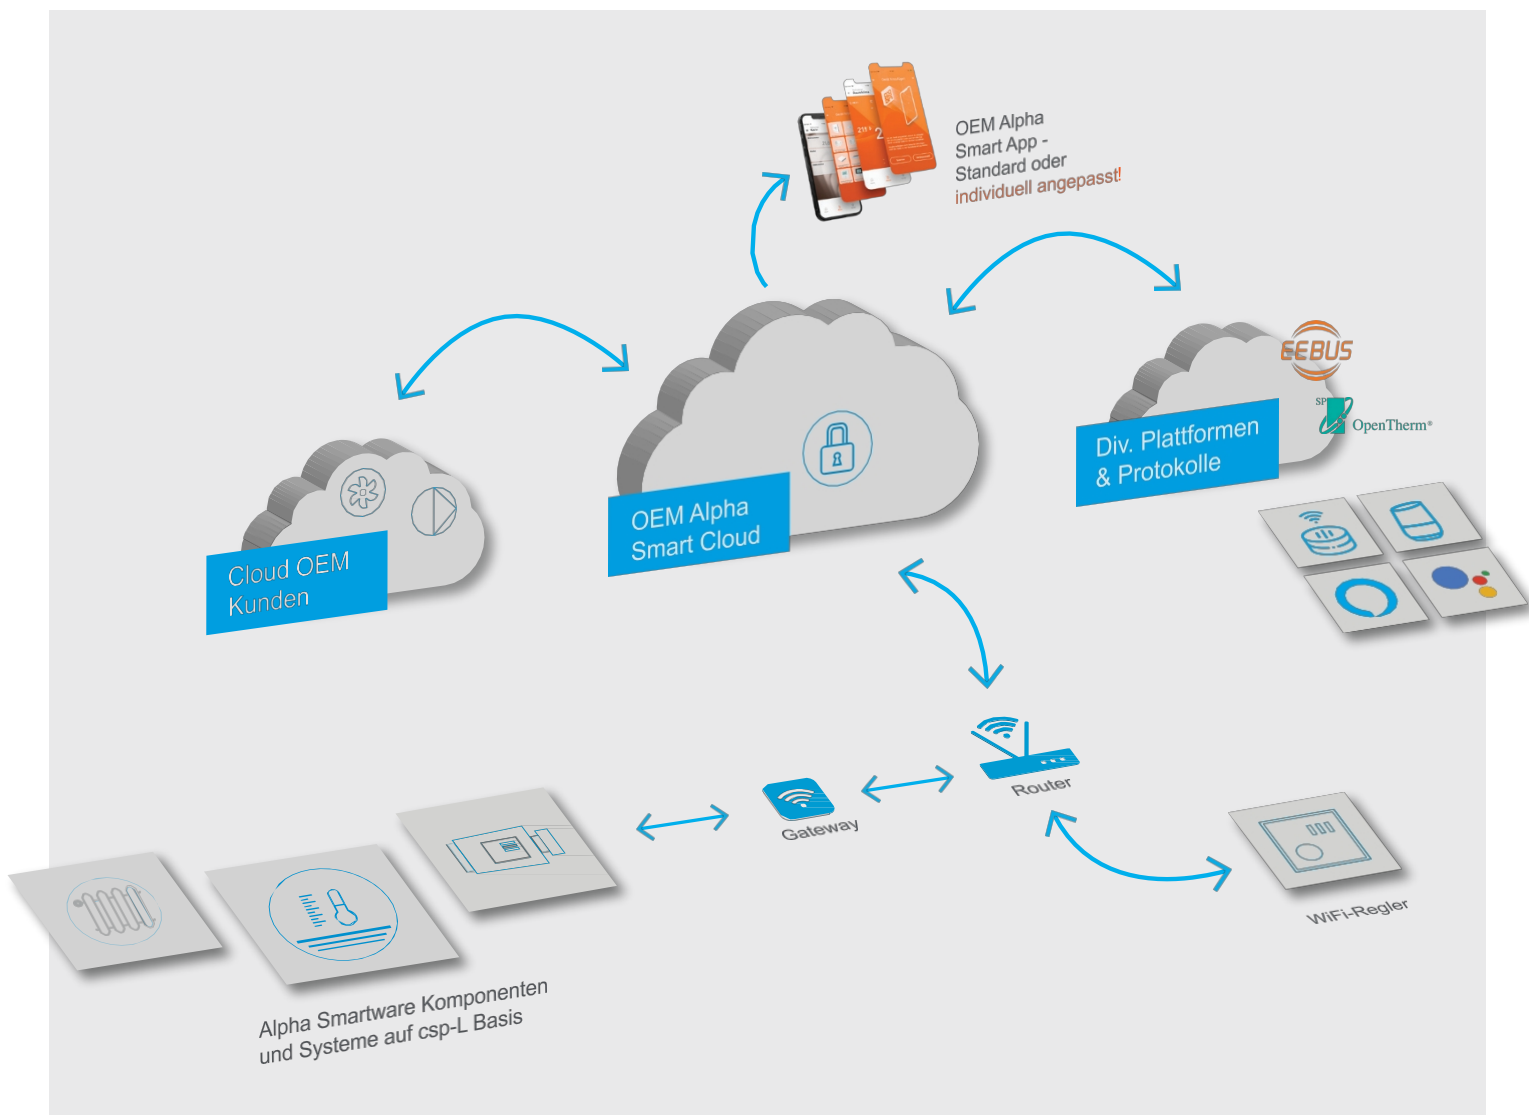 OEM Alpha
Smart App -
Standard oder
individuell angepasst!
EEBUS
OpenTherm®
Div. Plattformen
& Protokolle
OEM Alpha
Smart Cloud
Cloud OEM
Kunden
Router
Gateway
WiFi-Regler
Alpha Smartware Komponenten
und Systeme auf csp-L Basis